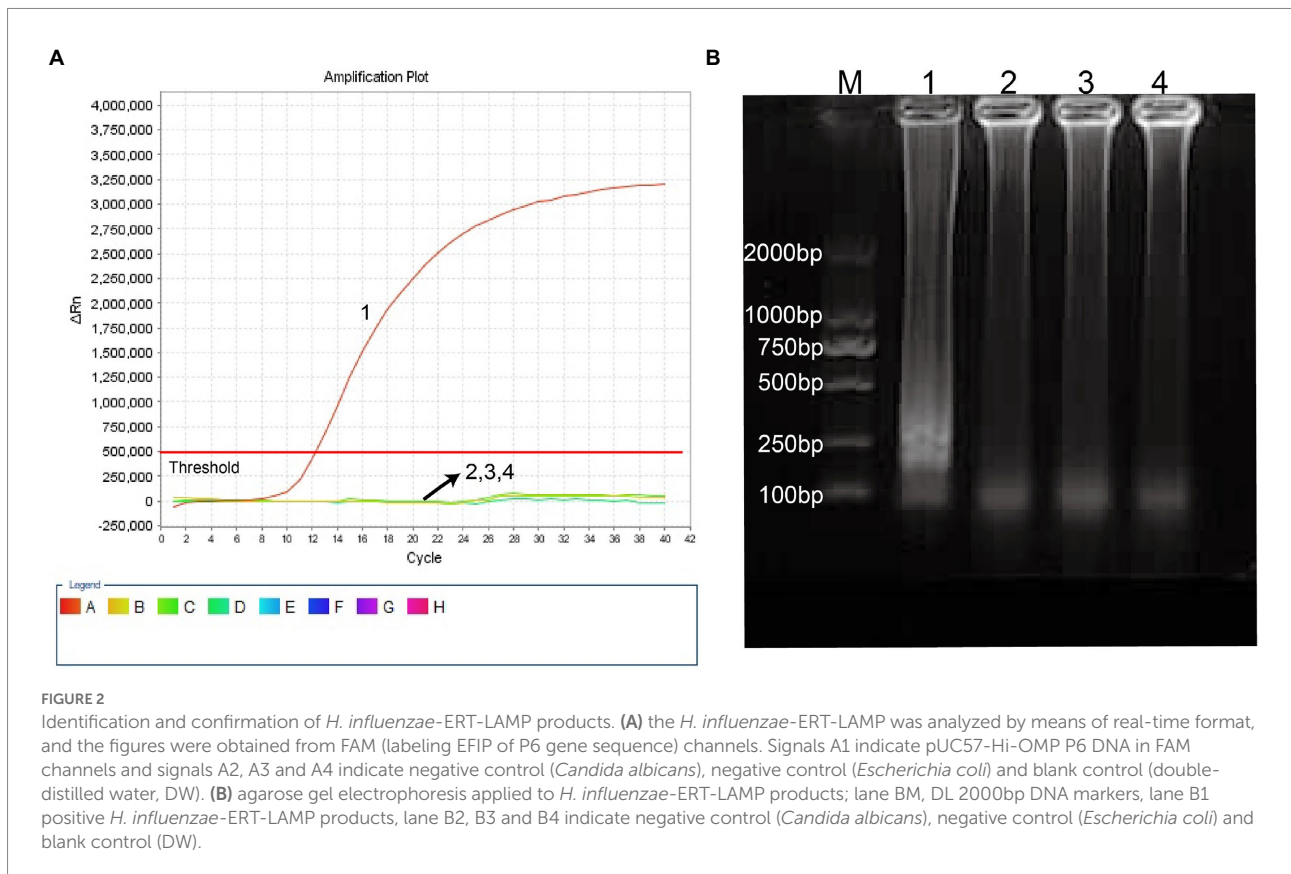 A
Amplification Plot
4,000,000
3,750,000
3,500,000
3,250,000
3,000,000
2,750,000
2,500,000
2,250,000
2,000,000
1,750,000
1,500,000
1,250,000
1,000,000
750,000
500,000
250,000
0
-250,000
ΔRn
1
Threshold
2,3,4
0 2 4 6 8 10 12 14 16 18 20 22 24 26 28 30 32 34 36 38 40 42
Cycle
Legend
A B C D E F G H
B
M 1 2 3 4
2000bp
1000bp
750bp
500bp
250bp
100bp
FIGURE 2
Identification and confirmation of H. influenzae-ERT-LAMP products. (A) the H. influenzae-ERT-LAMP was analyzed by means of real-time format,
and the figures were obtained from FAM (labeling EFIP of P6 gene sequence) channels. Signals A1 indicate pUC57-Hi-OMP P6 DNA in FAM
channels and signals A2, A3 and A4 indicate negative control (Candida albicans), negative control (Escherichia coli) and blank control (double-
distilled water, DW). (B) agarose gel electrophoresis applied to H. influenzae-ERT-LAMP products; lane BM, DL 2000bp DNA markers, lane B1
positive H. influenzae-ERT-LAMP products, lane B2, B3 and B4 indicate negative control (Candida albicans), negative control (Escherichia coli) and
blank control (DW).